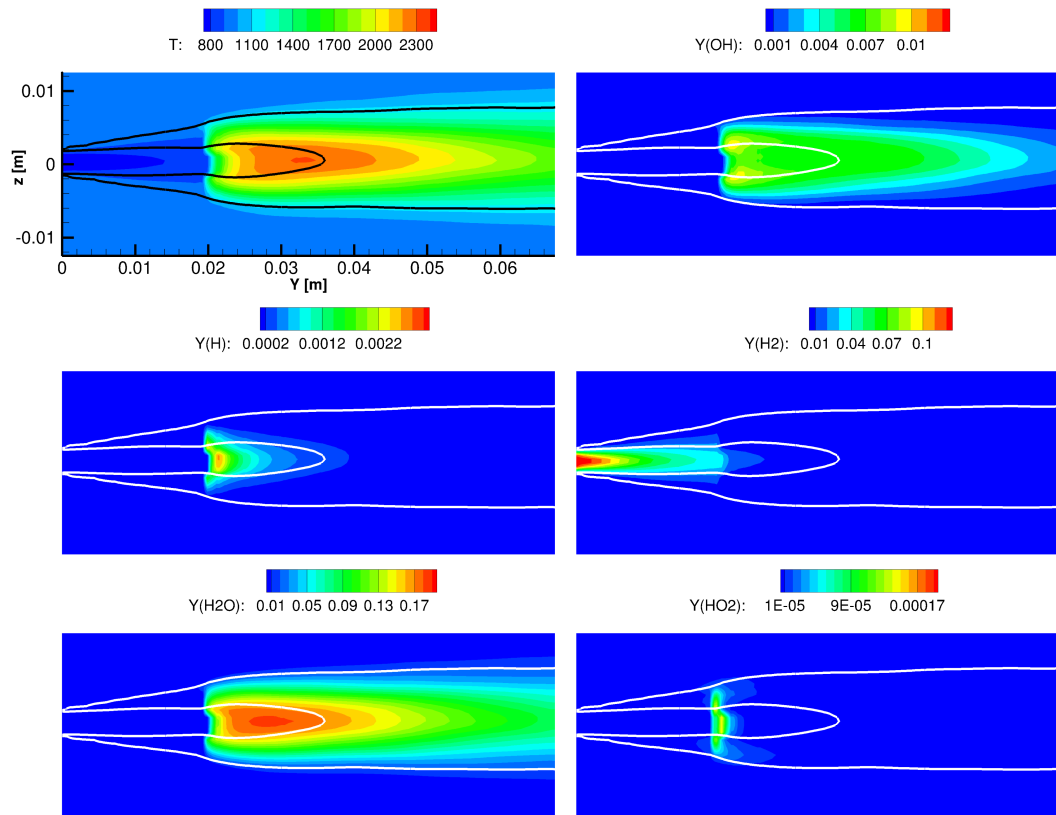 T: 800 1100 1400 1700 2000 2300
Y(OH): 0.001 0.004 0.007 0.01
0.01
0
-0.01
z [m]
0 0.01 0.02 0.03 0.04 0.05 0.06
Y [m]
Y(H): 0.0002 0.0012 0.0022
Y(H2): 0.01 0.04 0.07 0.1
Y(H2O): 0.01 0.05 0.09 0.13 0.17
Y(HO2): 1E-05 9E-05 0.00017